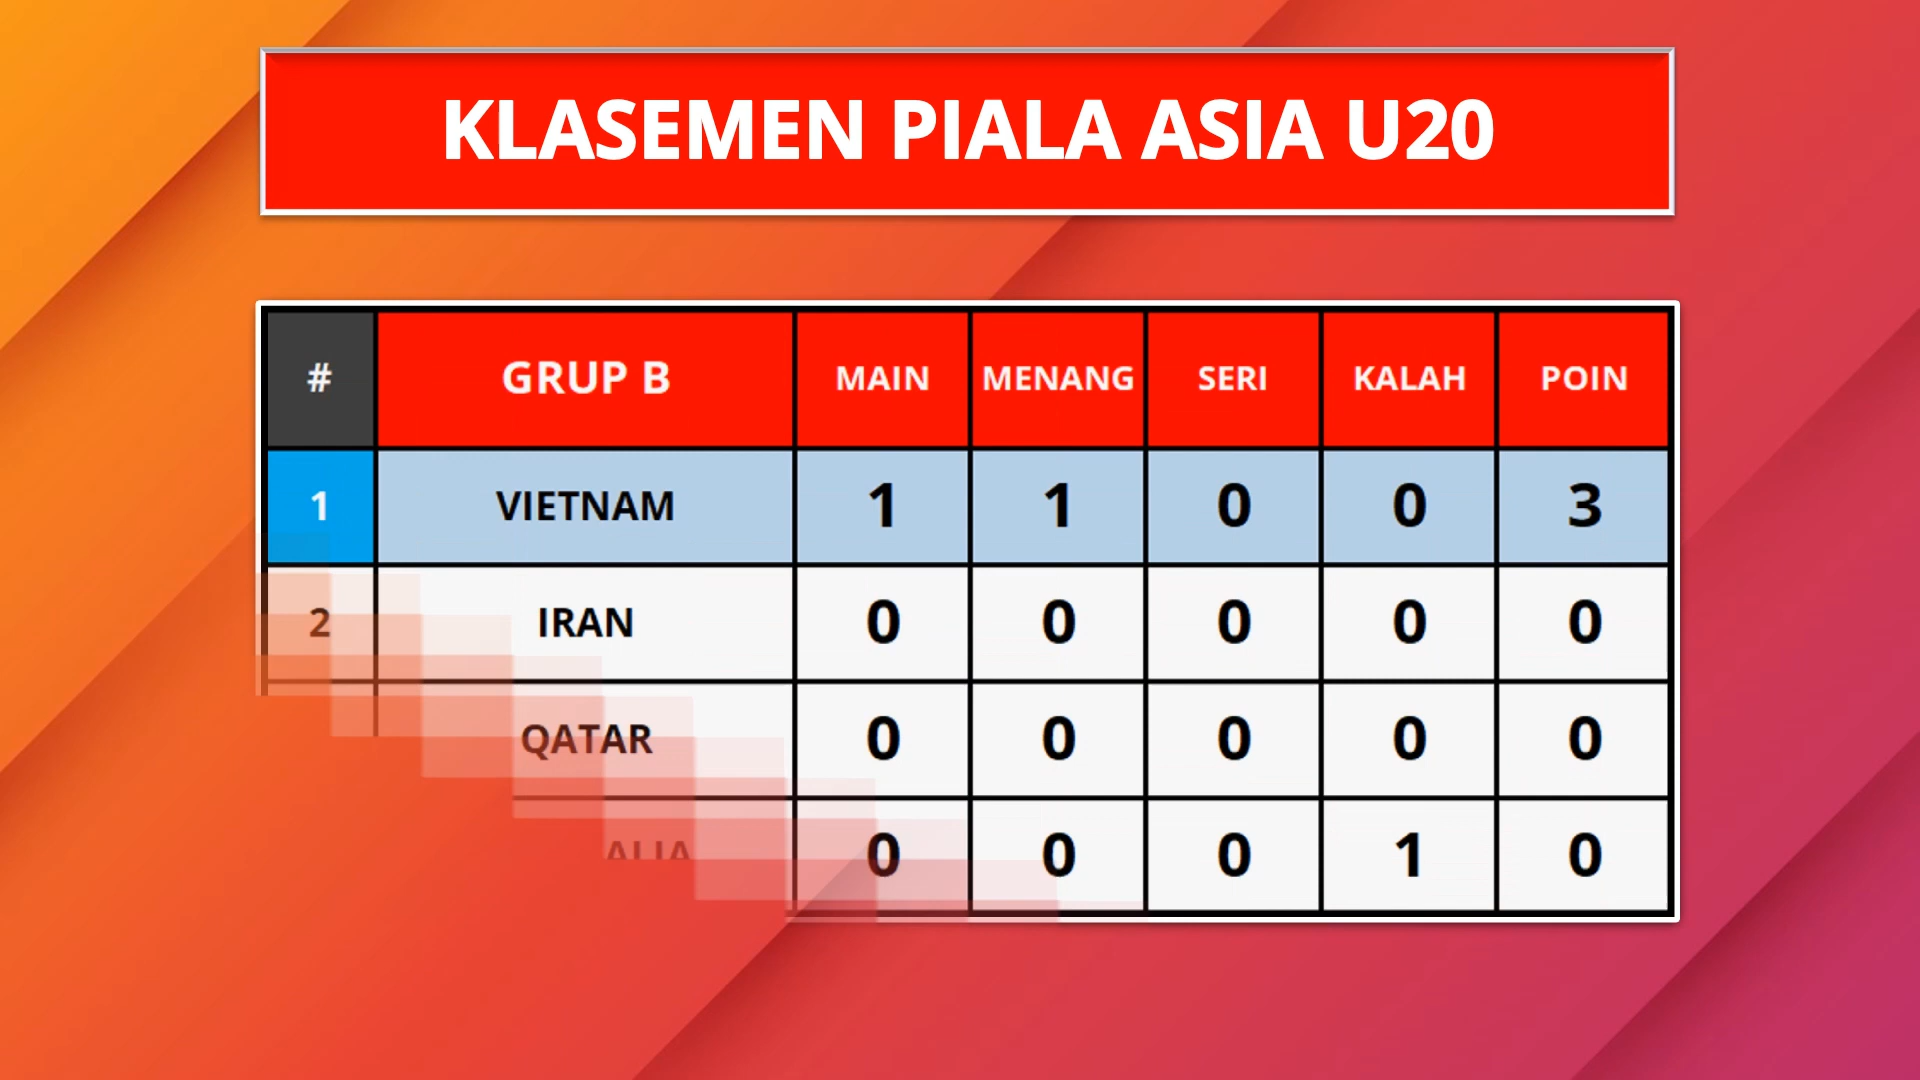 KLASEMEN PIALA ASIA U20
# GRUP B MAIN MENANG SERI KALAH POIN
1 VIETNAM 1 1 0 0 3
2 IRAN 0 0 0 0 0
QATAR 0 0 0 0 0
ALIA 0 0 0 1 0